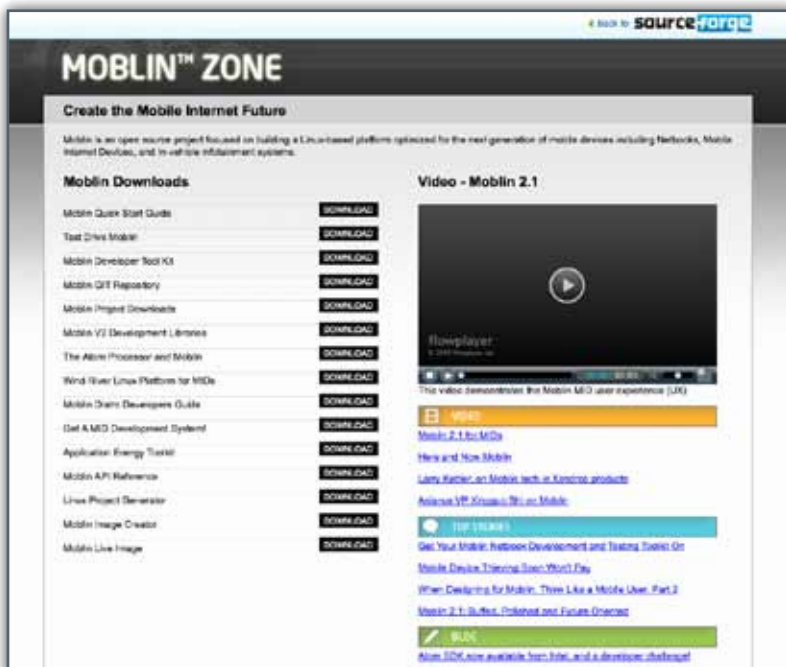 back to sourceforge
MOBLIN™ ZONE
Create the Mobile Internet Future
Moblin is an open source project focused on building a Linux-based platform optimized for the next generation of mobile devices including Netbooks, Mobile
Internet Devices, and in-vehicle infotainment systems.
Moblin Downloads
Moblin Quick Start Guide DOWNLOAD
Test Drive Moblin DOWNLOAD
Moblin Developer Tool Kit DOWNLOAD
Moblin GIT Repository DOWNLOAD
Moblin Project Downloads DOWNLOAD
Moblin V2 Development Libraries DOWNLOAD
The Atom Processor and Moblin DOWNLOAD
Wind River Linux Platform for MIDs DOWNLOAD
Moblin Developers Guide DOWNLOAD
Get A MID Development System! DOWNLOAD
Application Energy Toolkit DOWNLOAD
Moblin API Reference DOWNLOAD
Linux Project Generator DOWNLOAD
Moblin Image Creator DOWNLOAD
Moblin Live Image DOWNLOAD
Video - Moblin 2.1
flowplayer
This video demonstrates the Moblin MID user experience (UX)
VIDEO
Moblin 2.1 for MIDs
Here and Now Moblin
on Moblin tech in products
VP on Moblin
TOP STORIES
Get Your Moblin Netbook Development and Testing Toolkit On
Mobile Device Thieving Soon Won't Pay
When Designing for Moblin, Think Like a Mobile User, Part 2
Moblin 2.1: Buffed, Polished and Future Oriented
BLOG
Atom SDK now available from Intel, and a developer challenge!